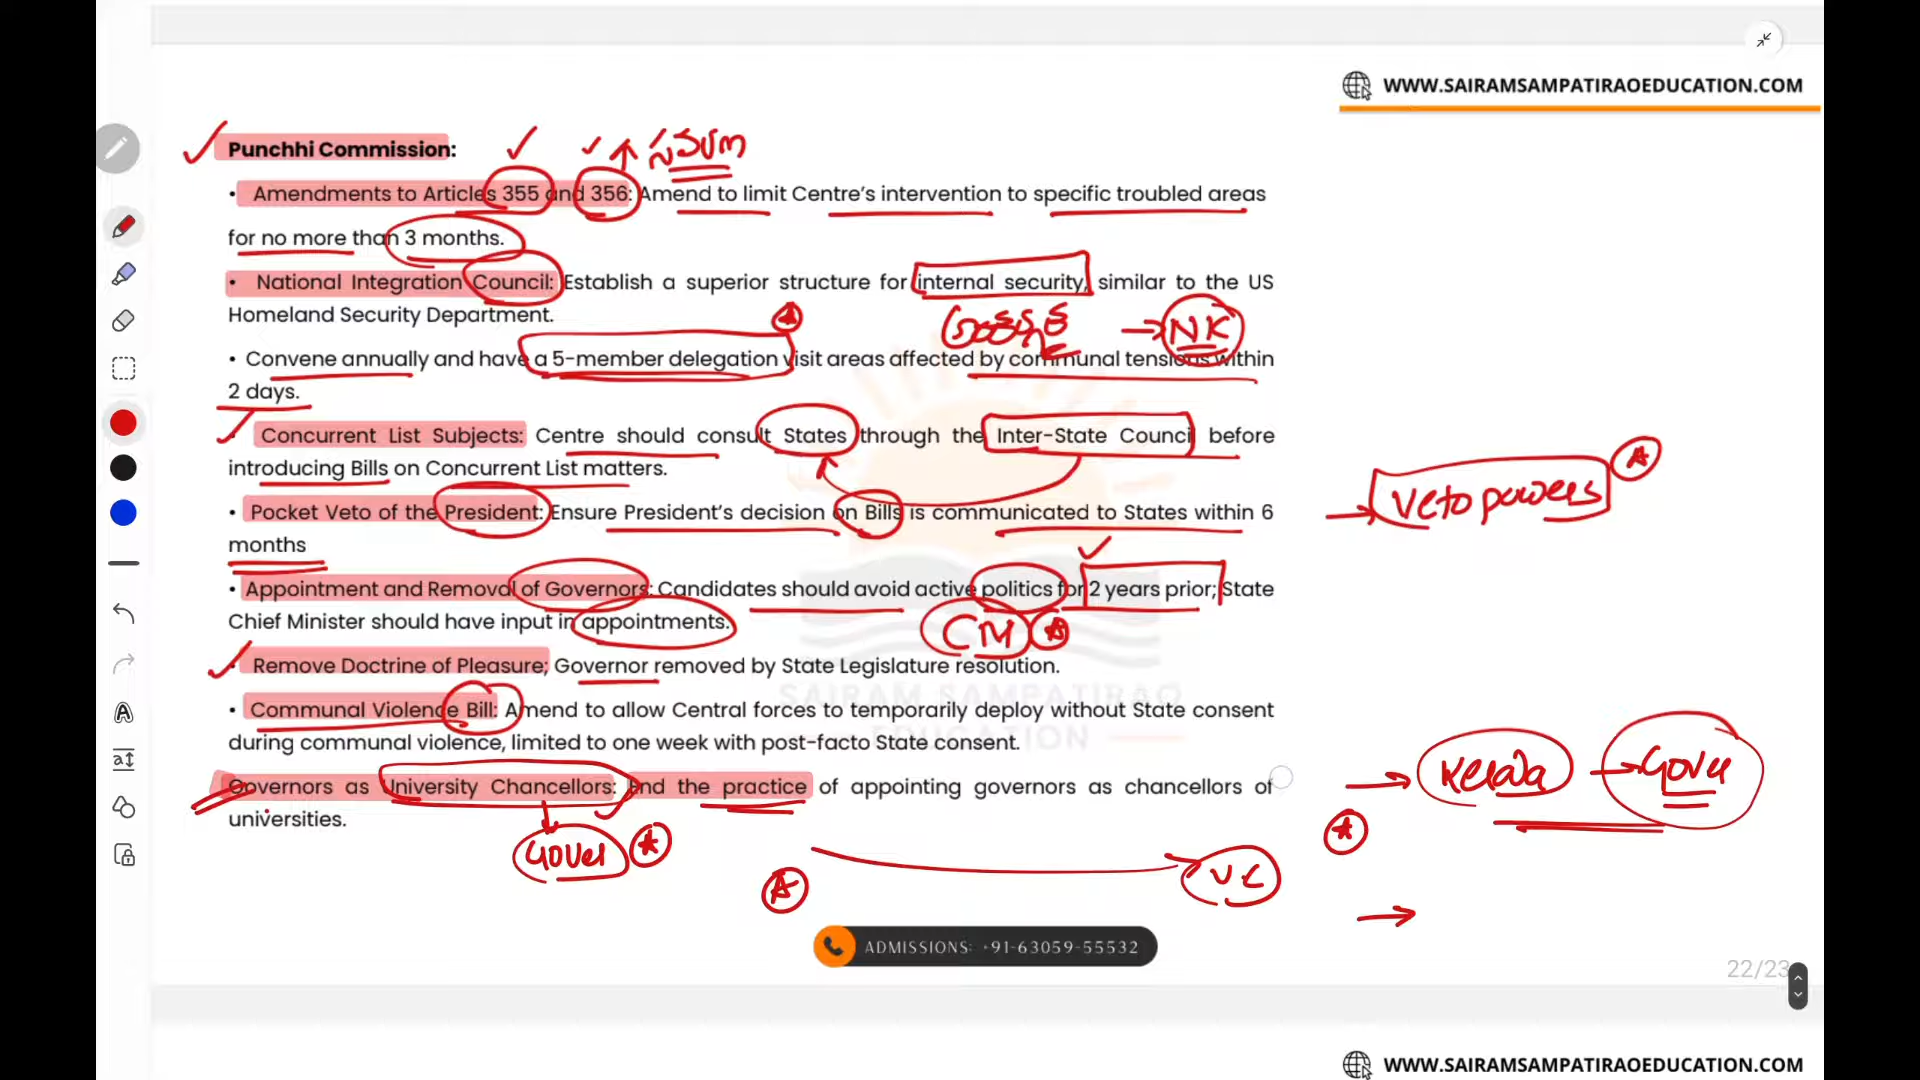 WWW.SAIRAMSAMPATIRAOEDUCATION.COM
Punchhi Commission:
• Amendments to Articles 355 and 356: Amend to limit Centre's intervention to specific troubled areas
for no more than 3 months.
• National Integration Council: Establish a superior structure for internal security, similar to the US
Homeland Security Department.
NK
• Convene annually and have a 5-member delegation visit areas affected by communal tensions within
2 days.
• Concurrent List Subjects: Centre should consult States through the Inter-State Council before
introducing Bills on Concurrent List matters.
Veto powers
• Pocket Veto of the President: Ensure President's decision on Bills is communicated to States within 6
months
• Appointment and Removal of Governors: Candidates should avoid active politics for 2 years prior; State
Chief Minister should have input in appointments.
CM
• Remove Doctrine of Pleasure; Governor removed by State Legislature resolution.
SAIRAM SAMPATIRAO
EDUCATION
• Communal Violence Bill: Amend to allow Central forces to temporarily deploy without State consent
during communal violence, limited to one week with post-facto State consent.
Kerala
Governors as University Chancellors: End the practice of appointing governors as chancellors of
universities.
VC
ADMISSIONS: +91-63059-55532
22/23
WWW.SAIRAMSAMPATIRAOEDUCATION.COM